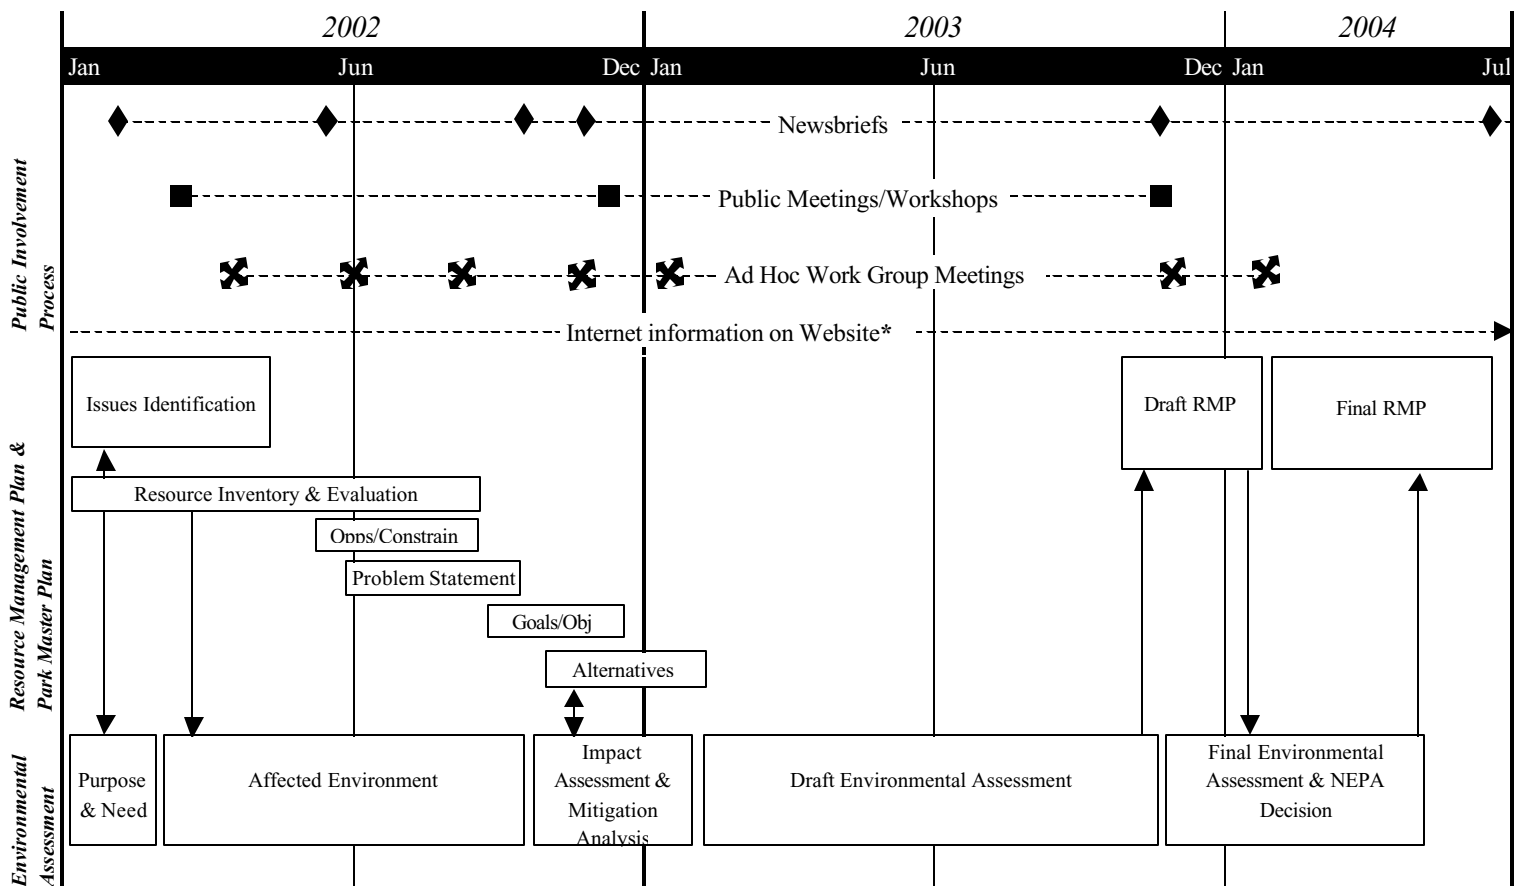 2002 2003 2004
Jan Jun Dec Jan Jun Dec Jan Jul
Public Involvement
Process
Newsbriefs
Public Meetings/Workshops
Ad Hoc Work Group Meetings
Internet information on Website*
Resource Management Plan &
Park Master Plan
Issues Identification
Draft RMP
Final RMP
Resource Inventory & Evaluation
Opps/Constrain
Problem Statement
Goals/Obj
Alternatives
Environmental
Assessment
Purpose
& Need
Affected Environment
Impact
Assessment &
Mitigation
Analysis
Draft Environmental Assessment
Final Environmental
Assessment & NEPA
Decision